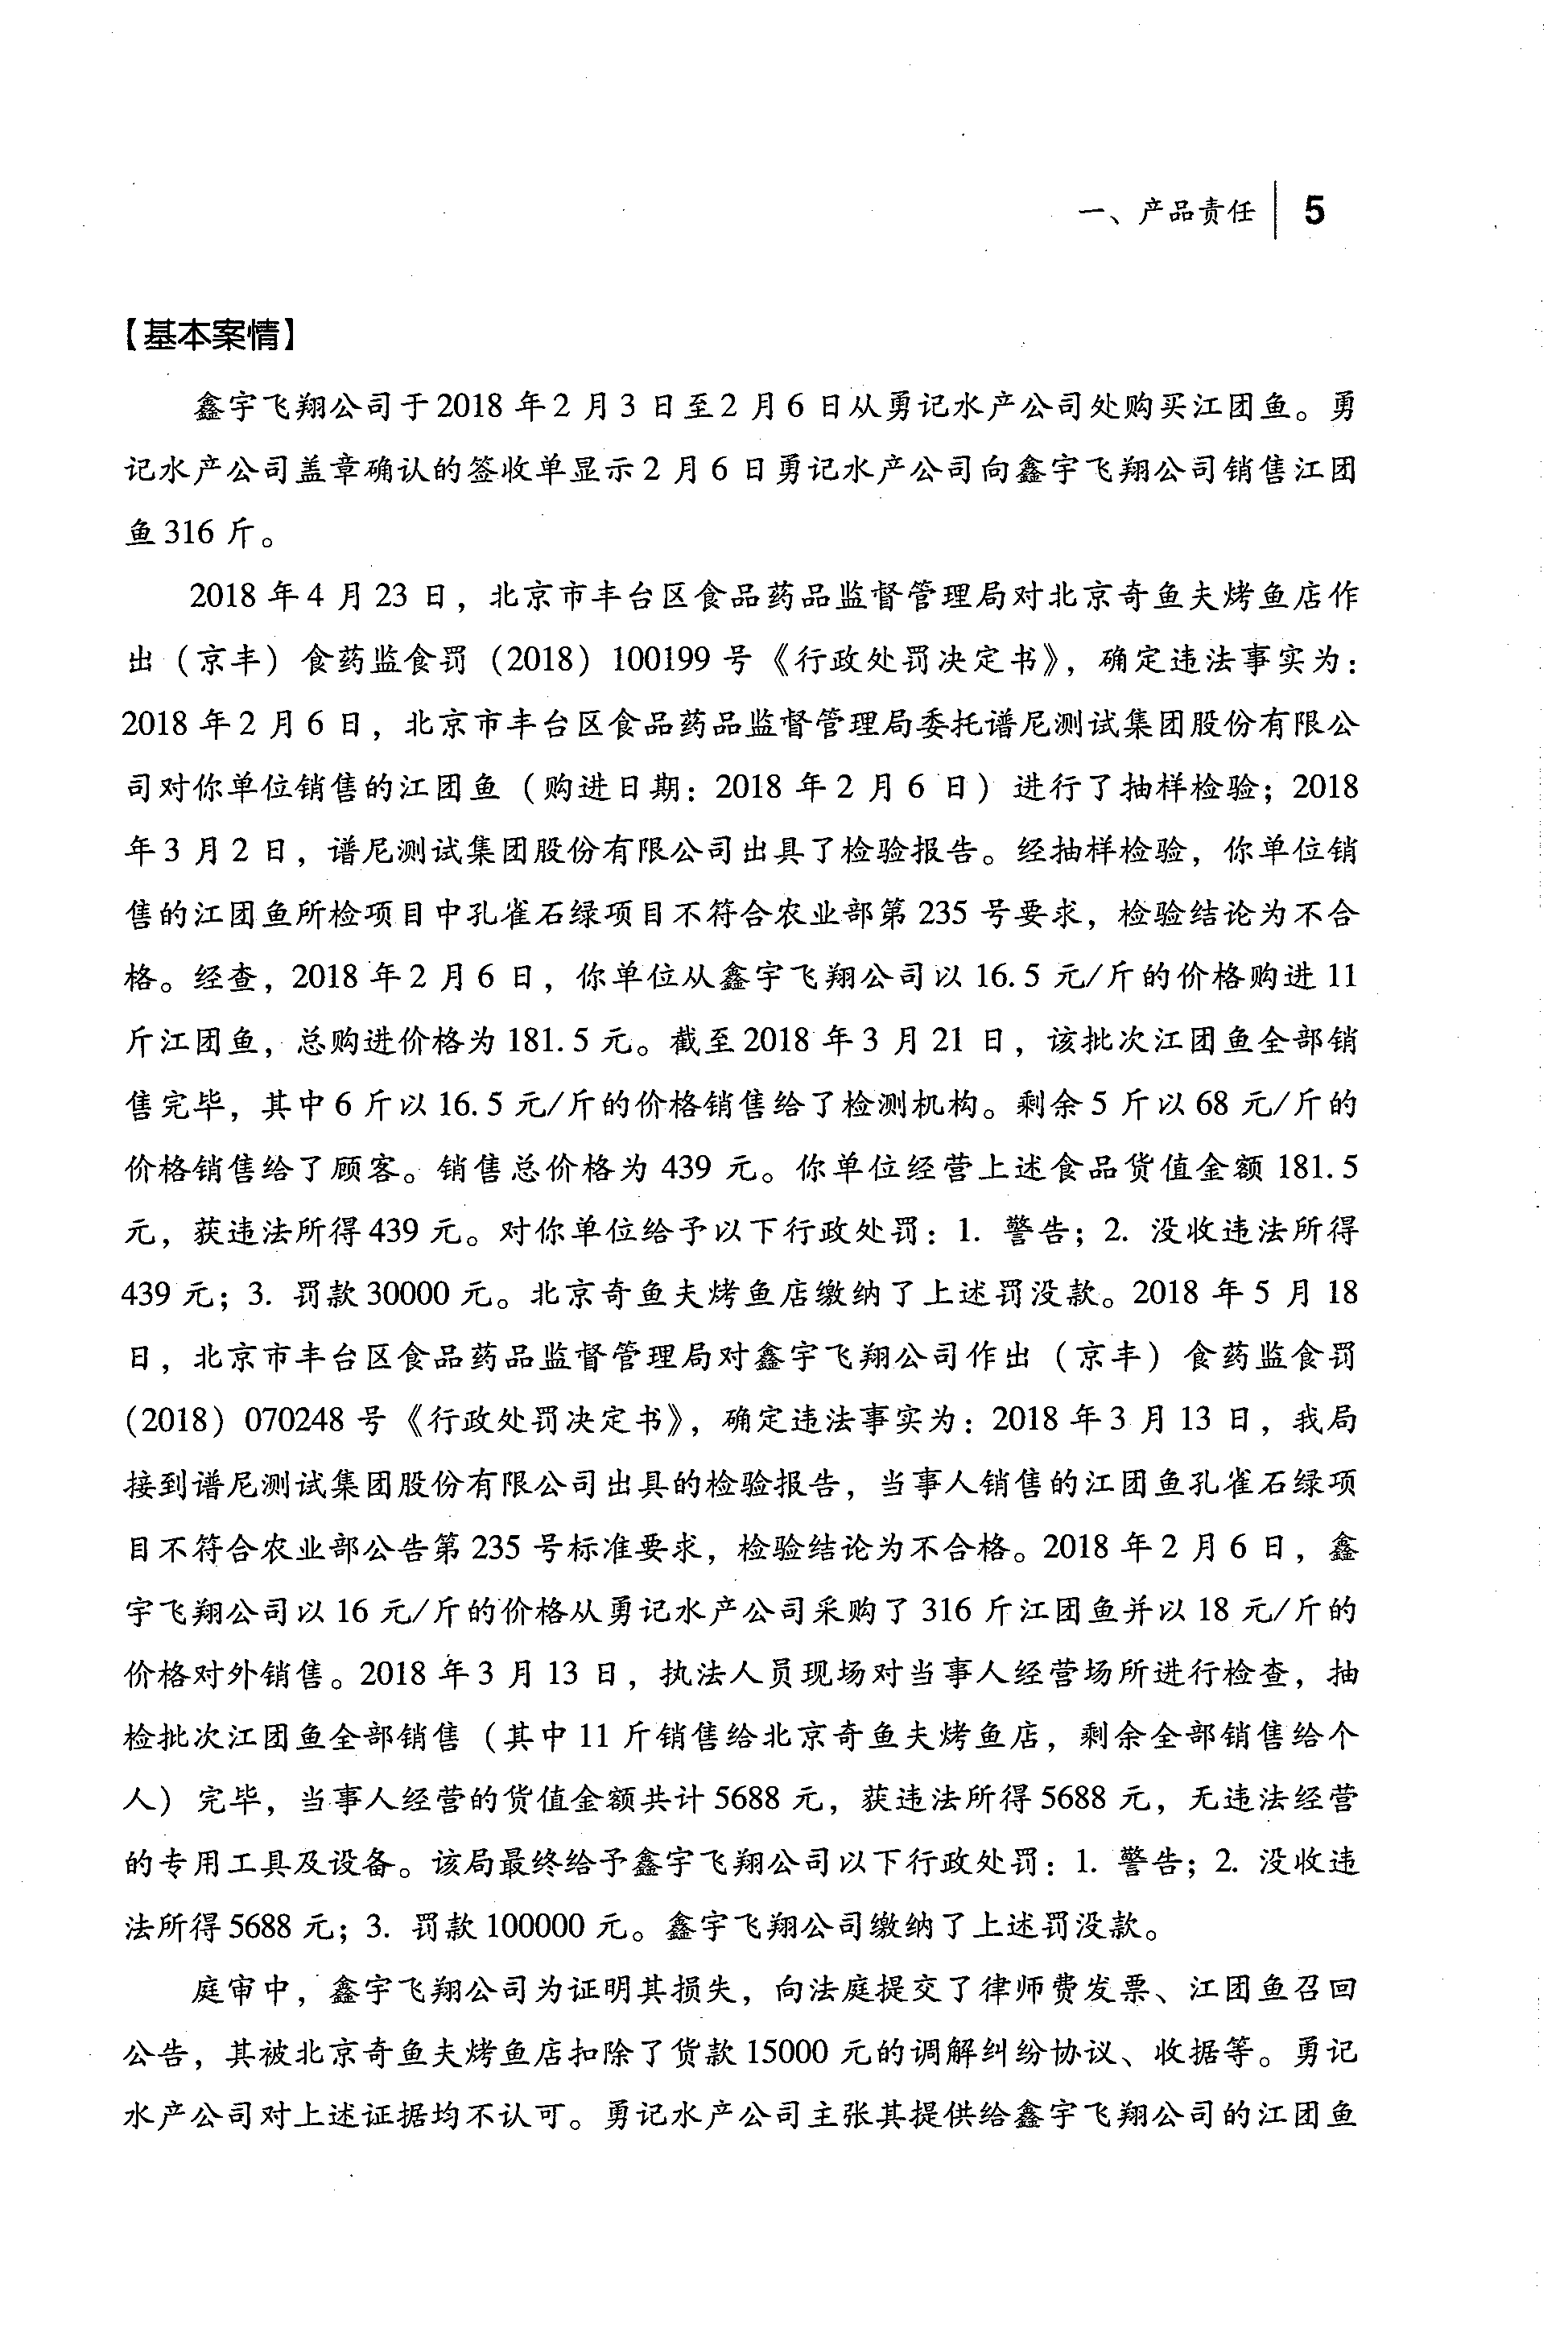 一、产品责任 5
【基本案情】
鑫宇飞翔公司于2018年2月3日至2月6日从勇记水产公司处购买江团鱼。勇
记水产公司盖章确认的签收单显示2月6日勇记水产公司向鑫宇飞翔公司销售江团
鱼316斤。
2018年4月23日，北京市丰台区食品药品监督管理局对北京奇鱼夫烤鱼店作
出（京丰）食药监食罚（2018）100199号《行政处罚决定书》，确定违法事实为：
2018年2月6日，北京市丰台区食品药品监督管理局委托谱尼测试集团股份有限公
司对你单位销售的江团鱼（购进日期：2018年2月6日）进行了抽样检验；2018
年3月2日，谱尼测试集团股份有限公司出具了检验报告。经抽样检验，你单位销
售的江团鱼所检项目中孔雀石绿项目不符合农业部第235号要求，检验结论为不合
格。经查，2018年2月6日，你单位从鑫宇飞翔公司以16.5元/斤的价格购进11
斤江团鱼，总购进价格为181.5元。截至2018年3月21日，该批次江团鱼全部销
售完毕，其中6斤以16.5元/斤的价格销售给了检测机构。剩余5斤以68元/斤的
价格销售给了顾客。销售总价格为439元。你单位经营上述食品货值金额181.5
元，获违法所得439元。对你单位给予以下行政处罚：1. 警告；2. 没收违法所得
439元；3. 罚款30000元。北京奇鱼夫烤鱼店缴纳了上述罚没款。2018年5月18
日，北京市丰台区食品药品监督管理局对鑫宇飞翔公司作出（京丰）食药监食罚
（2018）070248号《行政处罚决定书》，确定违法事实为：2018年3月13日，我局
接到谱尼测试集团股份有限公司出具的检验报告，当事人销售的江团鱼孔雀石绿项
目不符合农业部公告第235号标准要求，检验结论为不合格。2018年2月6日，鑫
宇飞翔公司以16元/斤的价格从勇记水产公司采购了316斤江团鱼并以18元/斤的
价格对外销售。2018年3月13日，执法人员现场对当事人经营场所进行检查，抽
检批次江团鱼全部销售（其中11斤销售给北京奇鱼夫烤鱼店，剩余全部销售给个
人）完毕，当事人经营的货值金额共计5688元，获违法所得5688元，无违法经营
的专用工具及设备。该局最终给予鑫宇飞翔公司以下行政处罚：1. 警告；2. 没收违
法所得5688元；3. 罚款100000元。鑫宇飞翔公司缴纳了上述罚没款。
庭审中，鑫宇飞翔公司为证明其损失，向法庭提交了律师费发票、江团鱼召回
公告，其被北京奇鱼夫烤鱼店扣除了货款15000元的调解纠纷协议、收据等。勇记
水产公司对上述证据均不认可。勇记水产公司主张其提供给鑫宇飞翔公司的江团鱼